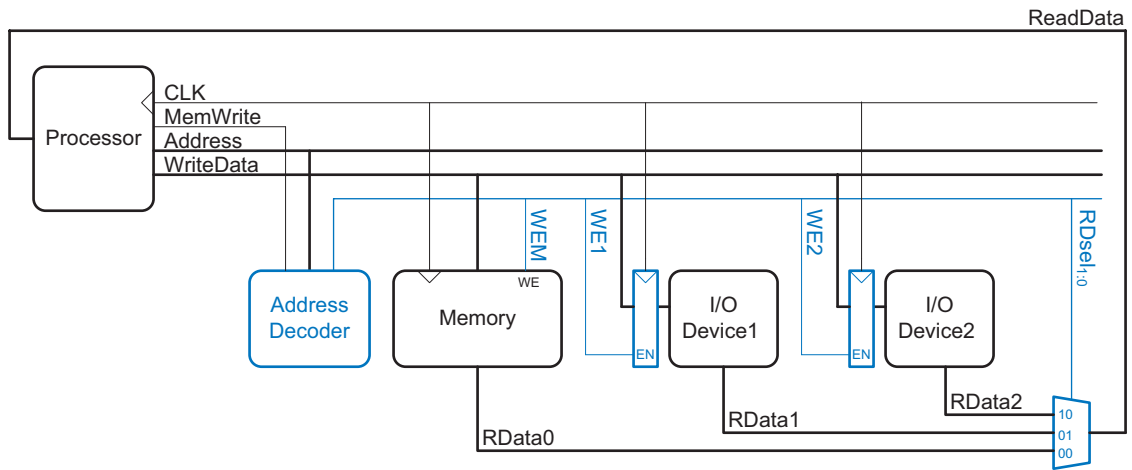 ReadData
CLK
MemWrite
Processor
Address
WriteData
WEM
WE1
WE2
RDsel1:0
Address
Decoder
WE
Memory
I/O
Device1
I/O
Device2
EN
EN
RData2
RData1
RData0
10
01
00